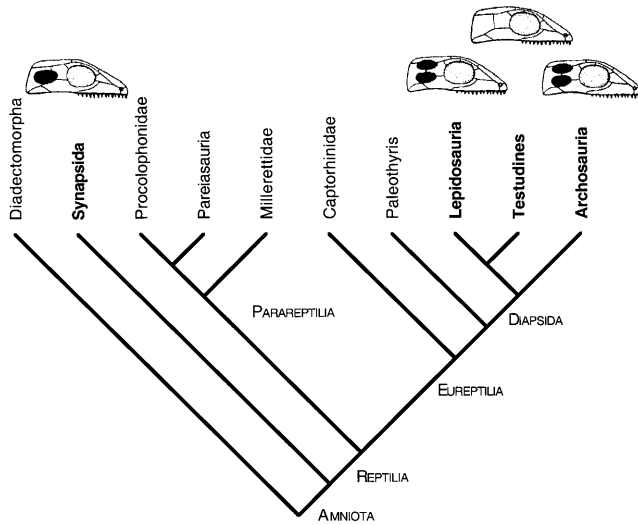 Diadectomorpha
Synapsida
Procolophonidae
Pareiasauria
Millerettidae
Captorhinidae
Paleothyris
Lepidosauria
Testudines
Archosauria
PARAREPTILIA
DIAPSIDA
EUREPTILIA
REPTILIA
AMNIOTA